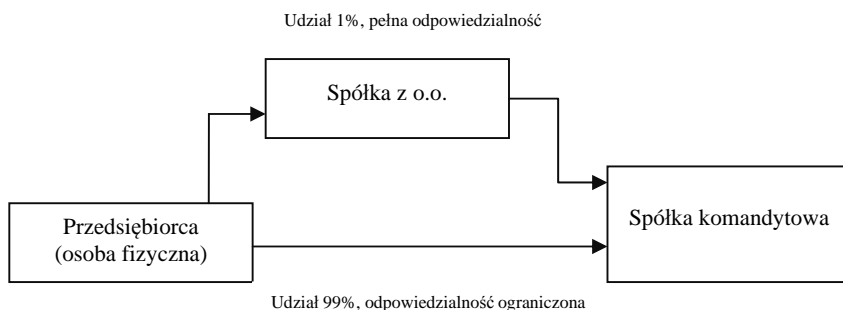 Udział 1%, pełna odpowiedzialność
Spółka z o.o.
Przedsiębiorca
(osoba fizyczna)
Spółka komandytowa
Udział 99%, odpowiedzialność ograniczona